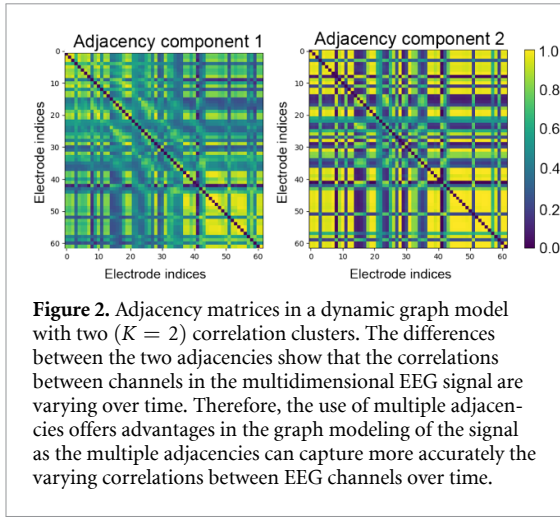 Adjacency component 1
Adjacency component 2
0
10
20
30
40
50
60
Electrode indices
0 10 20 30 40 50 60
Electrode indices
0
10
20
30
40
50
60
Electrode indices
0 10 20 30 40 50 60
Electrode indices
1.0
0.8
0.6
0.4
0.2
0.0
Figure 2. Adjacency matrices in a dynamic graph model
with two (K = 2) correlation clusters. The differences
between the two adjacencies show that the correlations
between channels in the multidimensional EEG signal are
varying over time. Therefore, the use of multiple adjacen-
cies offers advantages in the graph modeling of the signal
as the multiple adjacencies can capture more accurately the
varying correlations between EEG channels over time.